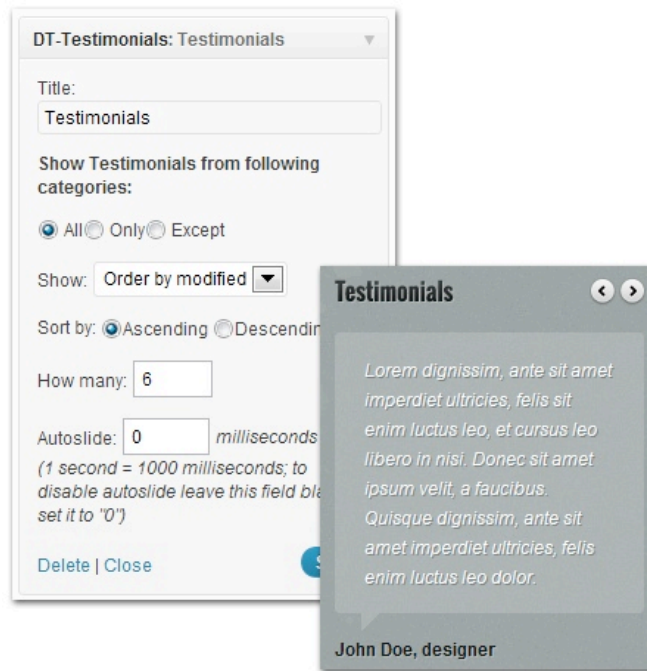 DT-Testimonials: Testimonials
Title:
Testimonials
Show Testimonials from following
categories:
All Only Except
Show: Order by modified
Sort by: Ascending
How many: 6
Autoslide: 0 milliseconds
(1 second = 1000 milliseconds; to
disable autoslide leave this field
set it to "0")
Delete | Close
Testimonials
Lorem dignissim, ante sit amet
imperdiet ultricies, felis sit
enim luctus leo, et cursus leo
libero in nisi. Donec sit amet
ipsum velit, a faucibus.
Quisque dignissim, ante sit
amet imperdiet ultricies, felis
enim luctus leo dolor.
John Doe, designer